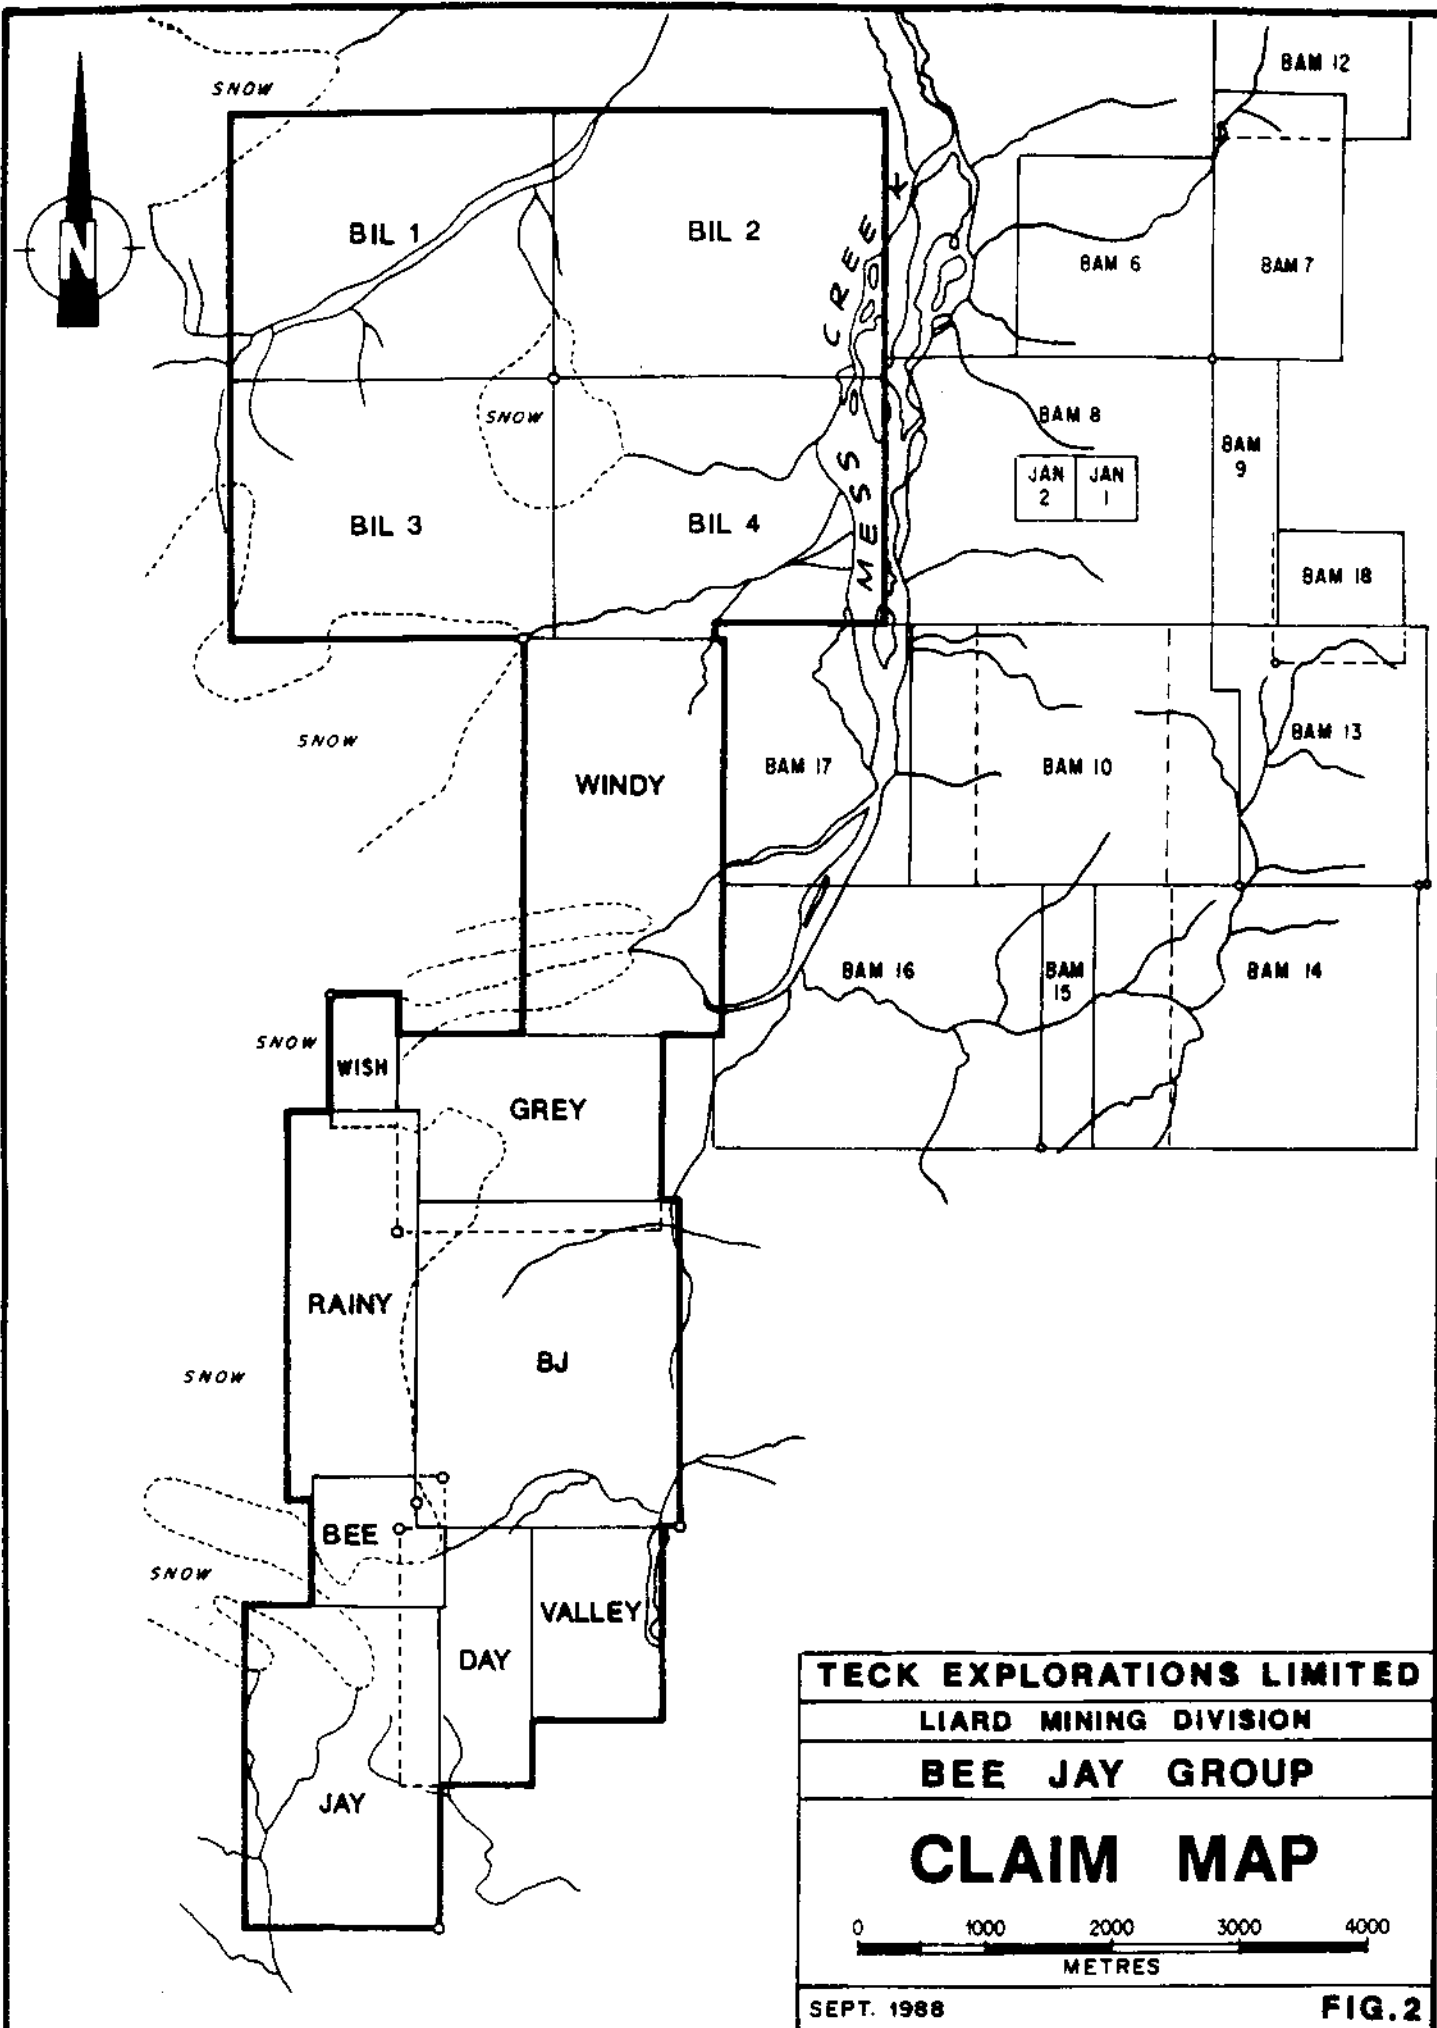 BAM 12
SNOW
N
BIL 1
BIL 2
BAM 6
BAM 7
MESS CREE
SNOW
BAM 8
BAM
9
JAN
2
JAN
1
BIL 3
BIL 4
BAM 18
SNOW
BAM 13
WINDY
BAM 17
BAM 10
BAM 16
BAM
15
BAM 14
SNOW
WISH
GREY
RAINY
BJ
SNOW
BEE
SNOW
VALLEY
DAY
JAY
TECK EXPLORATIONS LIMITED
LIARD MINING DIVISION
BEE JAY GROUP
CLAIM MAP
0 1000 2000 3000 4000
METRES
SEPT. 1988 FIG. 2